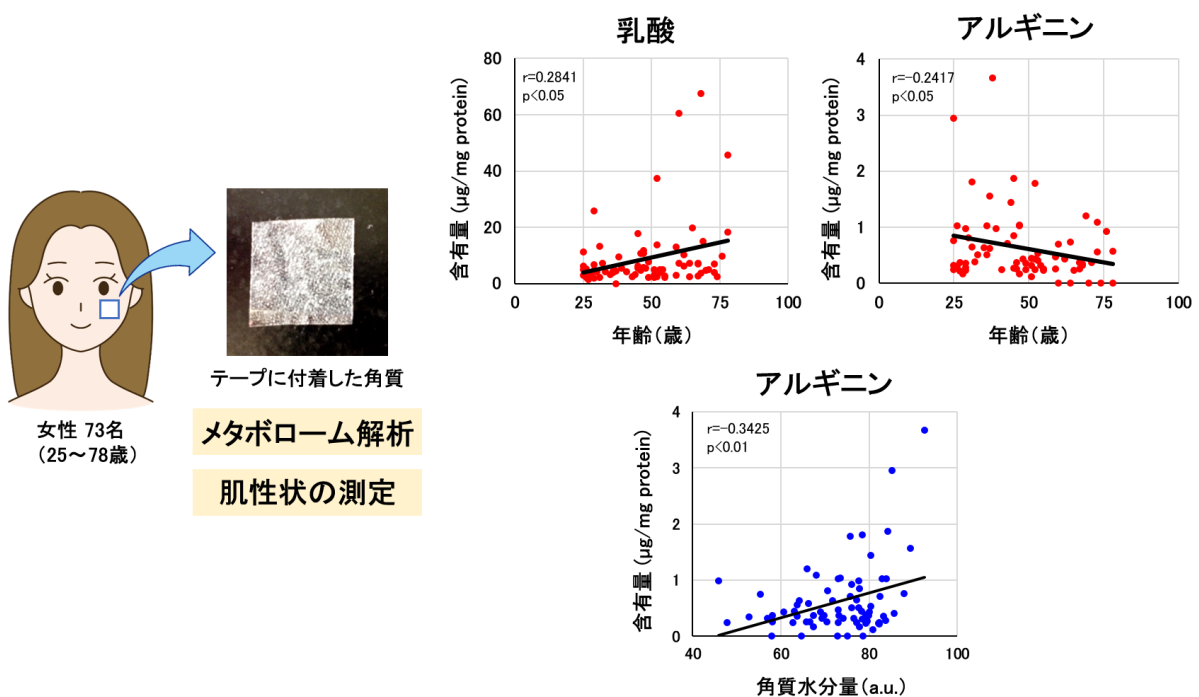 女性 73名
（25～78歳）
テープに付着した角質
メタボローム解析
肌性状の測定
乳酸
r=0.2841
p<0.05
含有量（μg/mg protein）
80
60
40
20
0
0 25 50 75 100
年齢（歳）
アルギニン
r=-0.2417
p<0.05
含有量（μg/mg protein）
4
3
2
1
0
0 25 50 75 100
年齢（歳）
アルギニン
r=-0.3425
p<0.01
含有量（μg/mg protein）
4
3
2
1
0
40 60 80 100
角質水分量（a.u.）